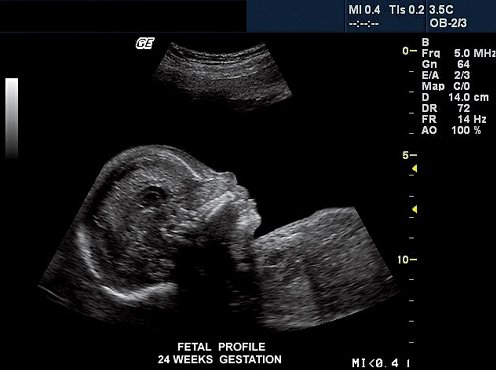 MI 0.4 TIs 0.2 3.5C
--:--:-- OB-2/3
GE
B
Frq 5.0 MHz
Gn 64
E/A 2/3
Map C/0
D 14.0 cm
DR 72
FR 14 Hz
AO 100 %
0
5
10
FETAL PROFILE
24 WEEKS GESTATION
MI<0.4